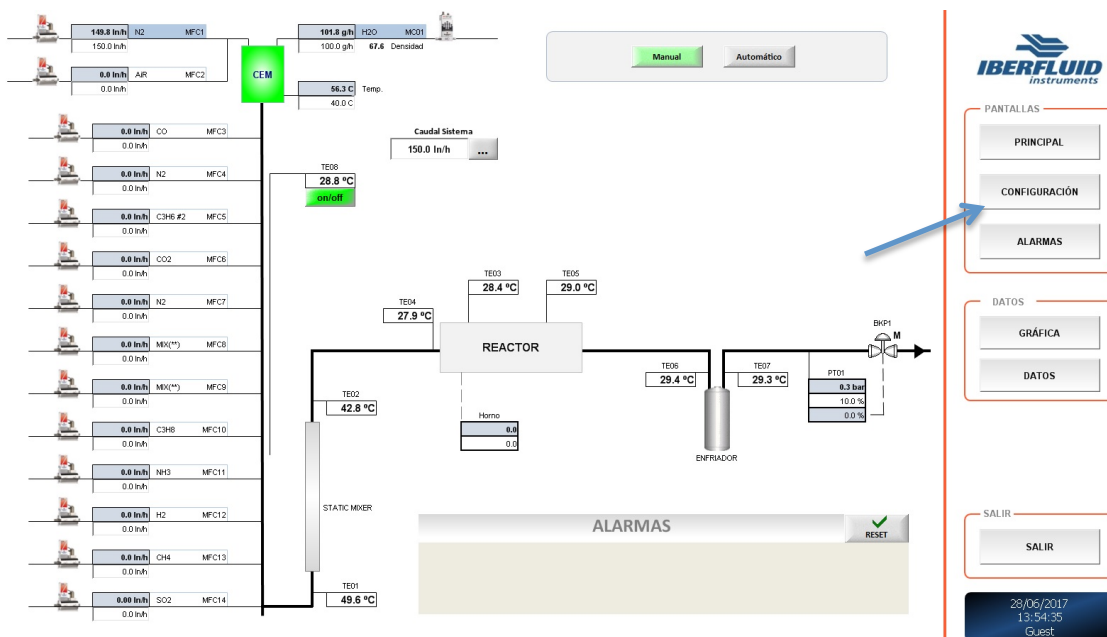 149.8 ln/h N2 MFC1
150.0 ln/h
101.8 g/h H2O MC01
100.0 g/h 67.6 Densidad
Manual
Automático
0.0 ln/h AIR MFC2
0.0 ln/h
CEM
56.3 C Temp.
40.0 C
IBERFLUID
instruments
PANTALLAS
PRINCIPAL
CONFIGURACIÓN
ALARMAS
0.0 ln/h CO MFC3
0.0 ln/h
Caudal Sistema
150.0 ln/h ...
0.0 ln/h N2 MFC4
0.0 ln/h
TE08
28.8 ºC
on/off
0.0 ln/h C3H6 #2 MFC5
0.0 ln/h
0.0 ln/h CO2 MFC6
0.0 ln/h
0.0 ln/h N2 MFC7
0.0 ln/h
TE03
28.4 ºC
TE05
29.0 ºC
TE04
27.9 ºC
REACTOR
DATOS
GRÁFICA
DATOS
0.0 ln/h MIX(**) MFC8
0.0 ln/h
BKP1
M
0.0 ln/h MIX(**) MFC9
0.0 ln/h
TE06
29.4 ºC
TE07
29.3 ºC
PT01
0.3 bar
10.0 %
0.0 %
TE02
42.8 ºC
Horno
0.0
0.0
ENFRIADOR
0.0 ln/h C3H8 MFC10
0.0 ln/h
0.0 ln/h NH3 MFC11
0.0 ln/h
0.0 ln/h H2 MFC12
0.0 ln/h
STATIC MIXER
ALARMAS
RESET
0.0 ln/h CH4 MFC13
0.0 ln/h
0.00 ln/h SO2 MFC14
0.0 ln/h
TE01
49.6 ºC
SALIR
SALIR
28/06/2017
13:54:35
Guest